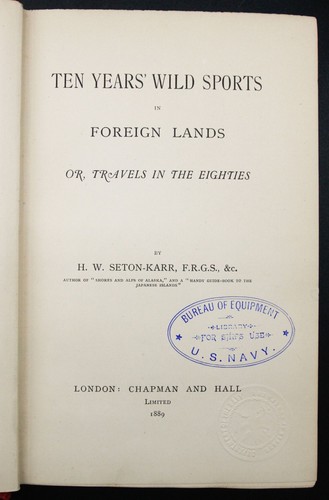 TEN YEARS' WILD SPORTS
IN
FOREIGN LANDS
OR, TRAVELS IN THE EIGHTIES
BY
H. W. SETON-KARR, F.R.G.S., &c.
AUTHOR OF "SHORES AND ALPS OF ALASKA," AND A "HANDY GUIDE-BOOK TO THE
JAPANESE ISLANDS"
BUREAU OF EQUIPMENT
LIBRARY
FOR SHIP'S USE
U. S. NAVY.
LONDON: CHAPMAN AND HALL
LIMITED
1889